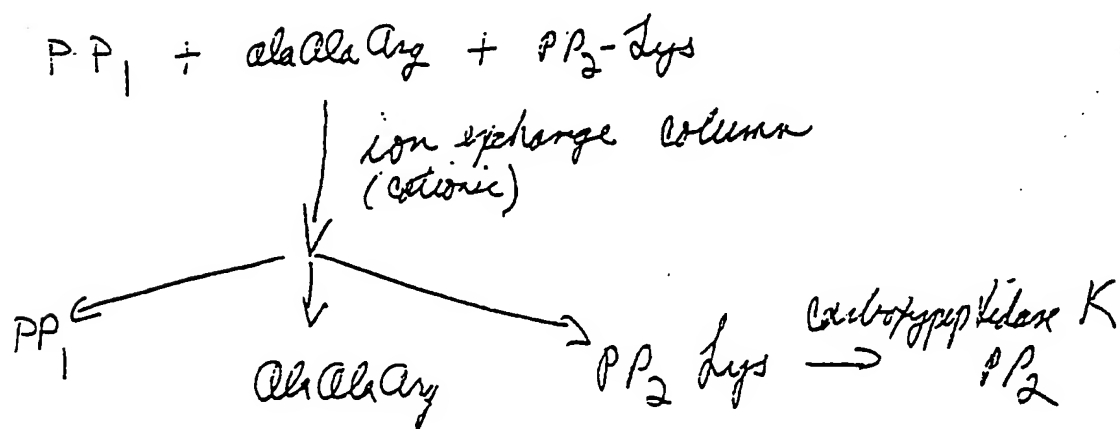 PP₁ + AlaAlaArg + PP₂-Lys
ion exchange column
(cationic)
PP₁ AlaAlaArg PP₂ Lys carboxypeptidase K PP₂